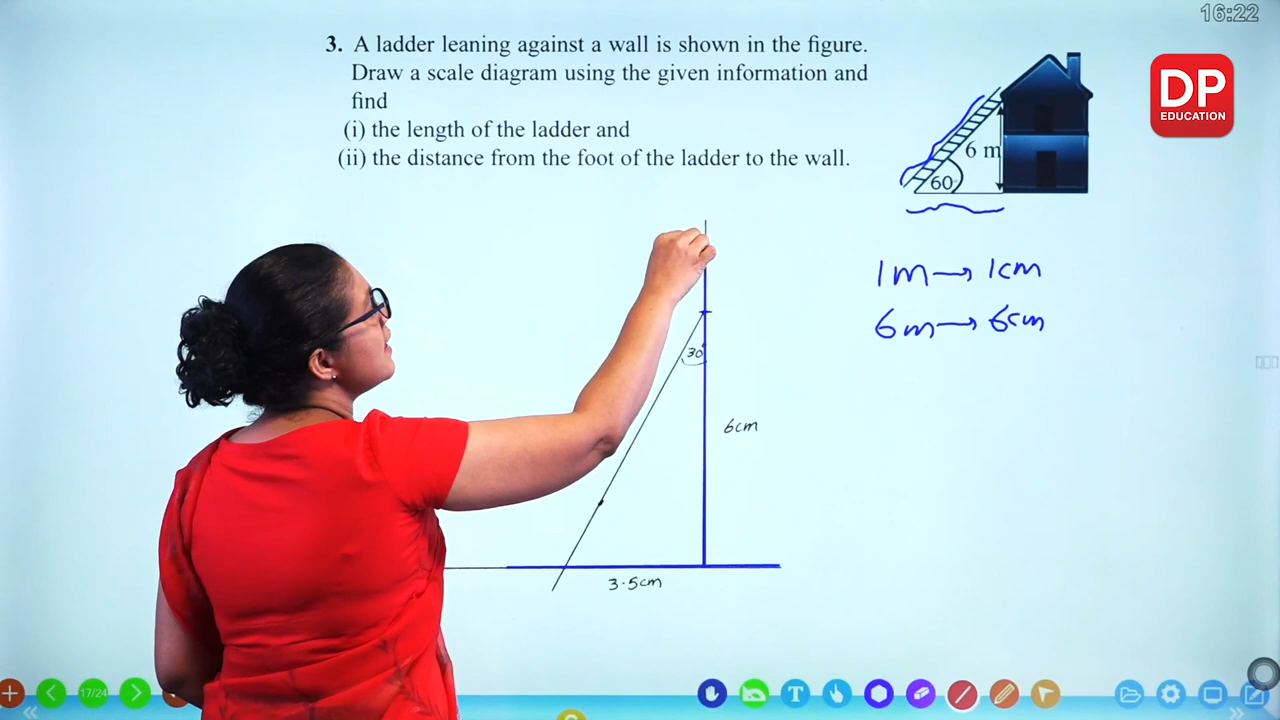 16:22
3. A ladder leaning against a wall is shown in the figure.
Draw a scale diagram using the given information and
find
(i) the length of the ladder and
(ii) the distance from the foot of the ladder to the wall.
DP
EDUCATION
6 m
60°
1m → 1cm
6m → 6cm
30°
6cm
3.5cm
17/24
T